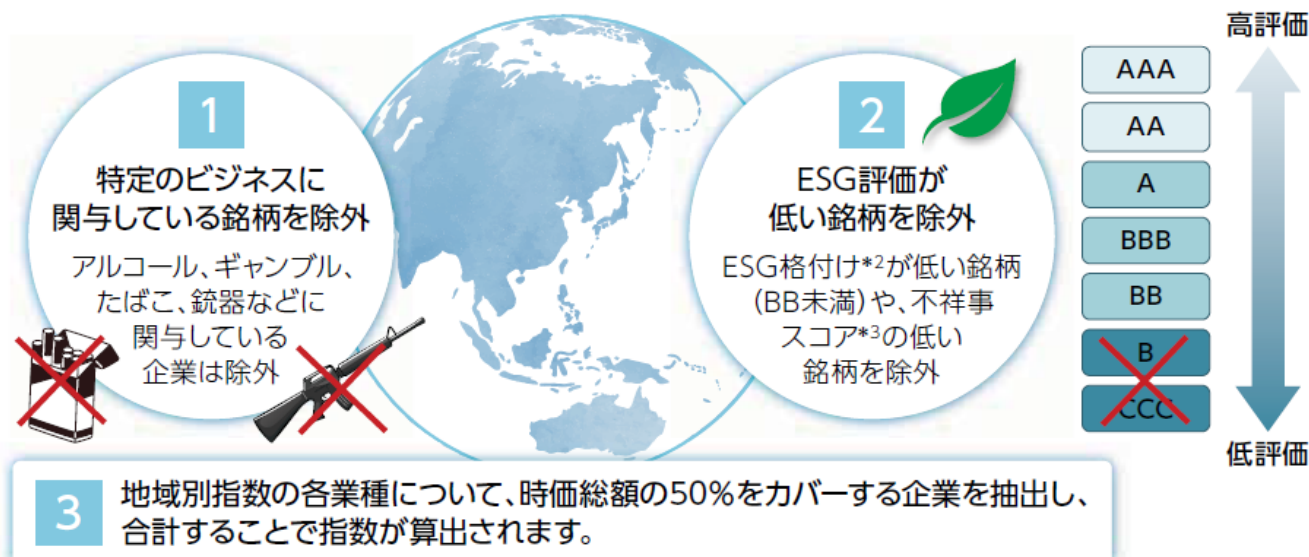 1
特定のビジネスに
関与している銘柄を除外
アルコール、ギャンブル、
たばこ、銃器などに
関与している
企業は除外
2
ESG評価が
低い銘柄を除外
ESG格付け*2が低い銘柄
(BB未満)や、不祥事
スコア*3の低い
銘柄を除外
高評価
AAA
AA
A
BBB
BB
B
CCC
低評価
3
地域別指数の各業種について、時価総額の50%をカバーする企業を抽出し、
合計することで指数が算出されます。